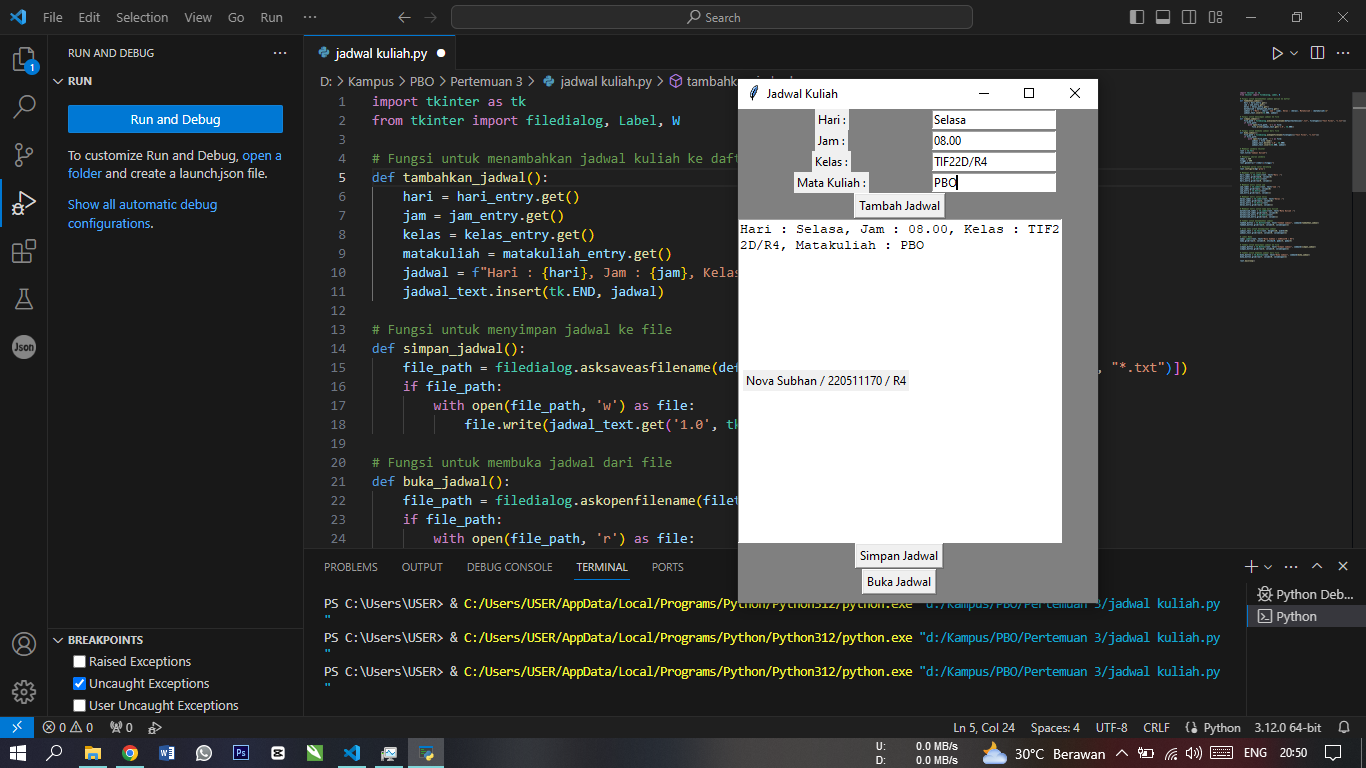 File Edit Selection View Go Run ··· Search
RUN AND DEBUG ···
RUN
Run and Debug
To customize Run and Debug, open a
folder and create a launch.json file.
Show all automatic debug
configurations.
1
Json
BREAKPOINTS
Raised Exceptions
Uncaught Exceptions
User Uncaught Exceptions
jadwal kuliah.py
D: > Kampus > PBO > Pertemuan 3 > jadwal kuliah.py >
1 import tkinter as tk
2 from tkinter import filedialog, Label, W
3
4 # Fungsi untuk menambahkan jadwal kuliah ke daft
5 def tambahkan_jadwal():
6 hari = hari_entry.get()
7 jam = jam_entry.get()
8 kelas = kelas_entry.get()
9 matakuliah = matakuliah_entry.get()
10 jadwal = f"Hari : {hari}, Jam : {jam}, Kelas
11 jadwal_text.insert(tk.END, jadwal)
12
13 # Fungsi untuk menyimpan jadwal ke file
14 def simpan_jadwal():
15 file_path = filedialog.asksaveasfilename(def , "*.txt")])
16 if file_path:
17 with open(file_path, 'w') as file:
18 file.write(jadwal_text.get('1.0', tk
19
20 # Fungsi untuk membuka jadwal dari file
21 def buka_jadwal():
22 file_path = filedialog.askopenfilename(filet
23 if file_path:
24 with open(file_path, 'r') as file:
Jadwal Kuliah
Hari : Selasa
Jam : 08.00
Kelas : TIF22D/R4
Mata Kuliah : PBO
Tambah Jadwal
Hari : Selasa, Jam : 08.00, Kelas : TIF2
2D/R4, Matakuliah : PBO
Nova Subhan / 220511170 / R4
Simpan Jadwal
Buka Jadwal
PROBLEMS OUTPUT DEBUG CONSOLE TERMINAL PORTS
PS C:\Users\USER> & C:/Users/USER/AppData/Local/Programs/Python/Python312/python.exe "d:/Kampus/PBO/Pertemuan 3/jadwal kuliah.py
"
PS C:\Users\USER> & C:/Users/USER/AppData/Local/Programs/Python/Python312/python.exe "d:/Kampus/PBO/Pertemuan 3/jadwal kuliah.py
"
PS C:\Users\USER> & C:/Users/USER/AppData/Local/Programs/Python/Python312/python.exe "d:/Kampus/PBO/Pertemuan 3/jadwal kuliah.py
"
Python Deb...
Python
0 0 0 Ln 5, Col 24 Spaces: 4 UTF-8 CRLF Python 3.12.0 64-bit
U: 0.0 MB/s
D: 0.0 MB/s
30°C Berawan ENG 20:50